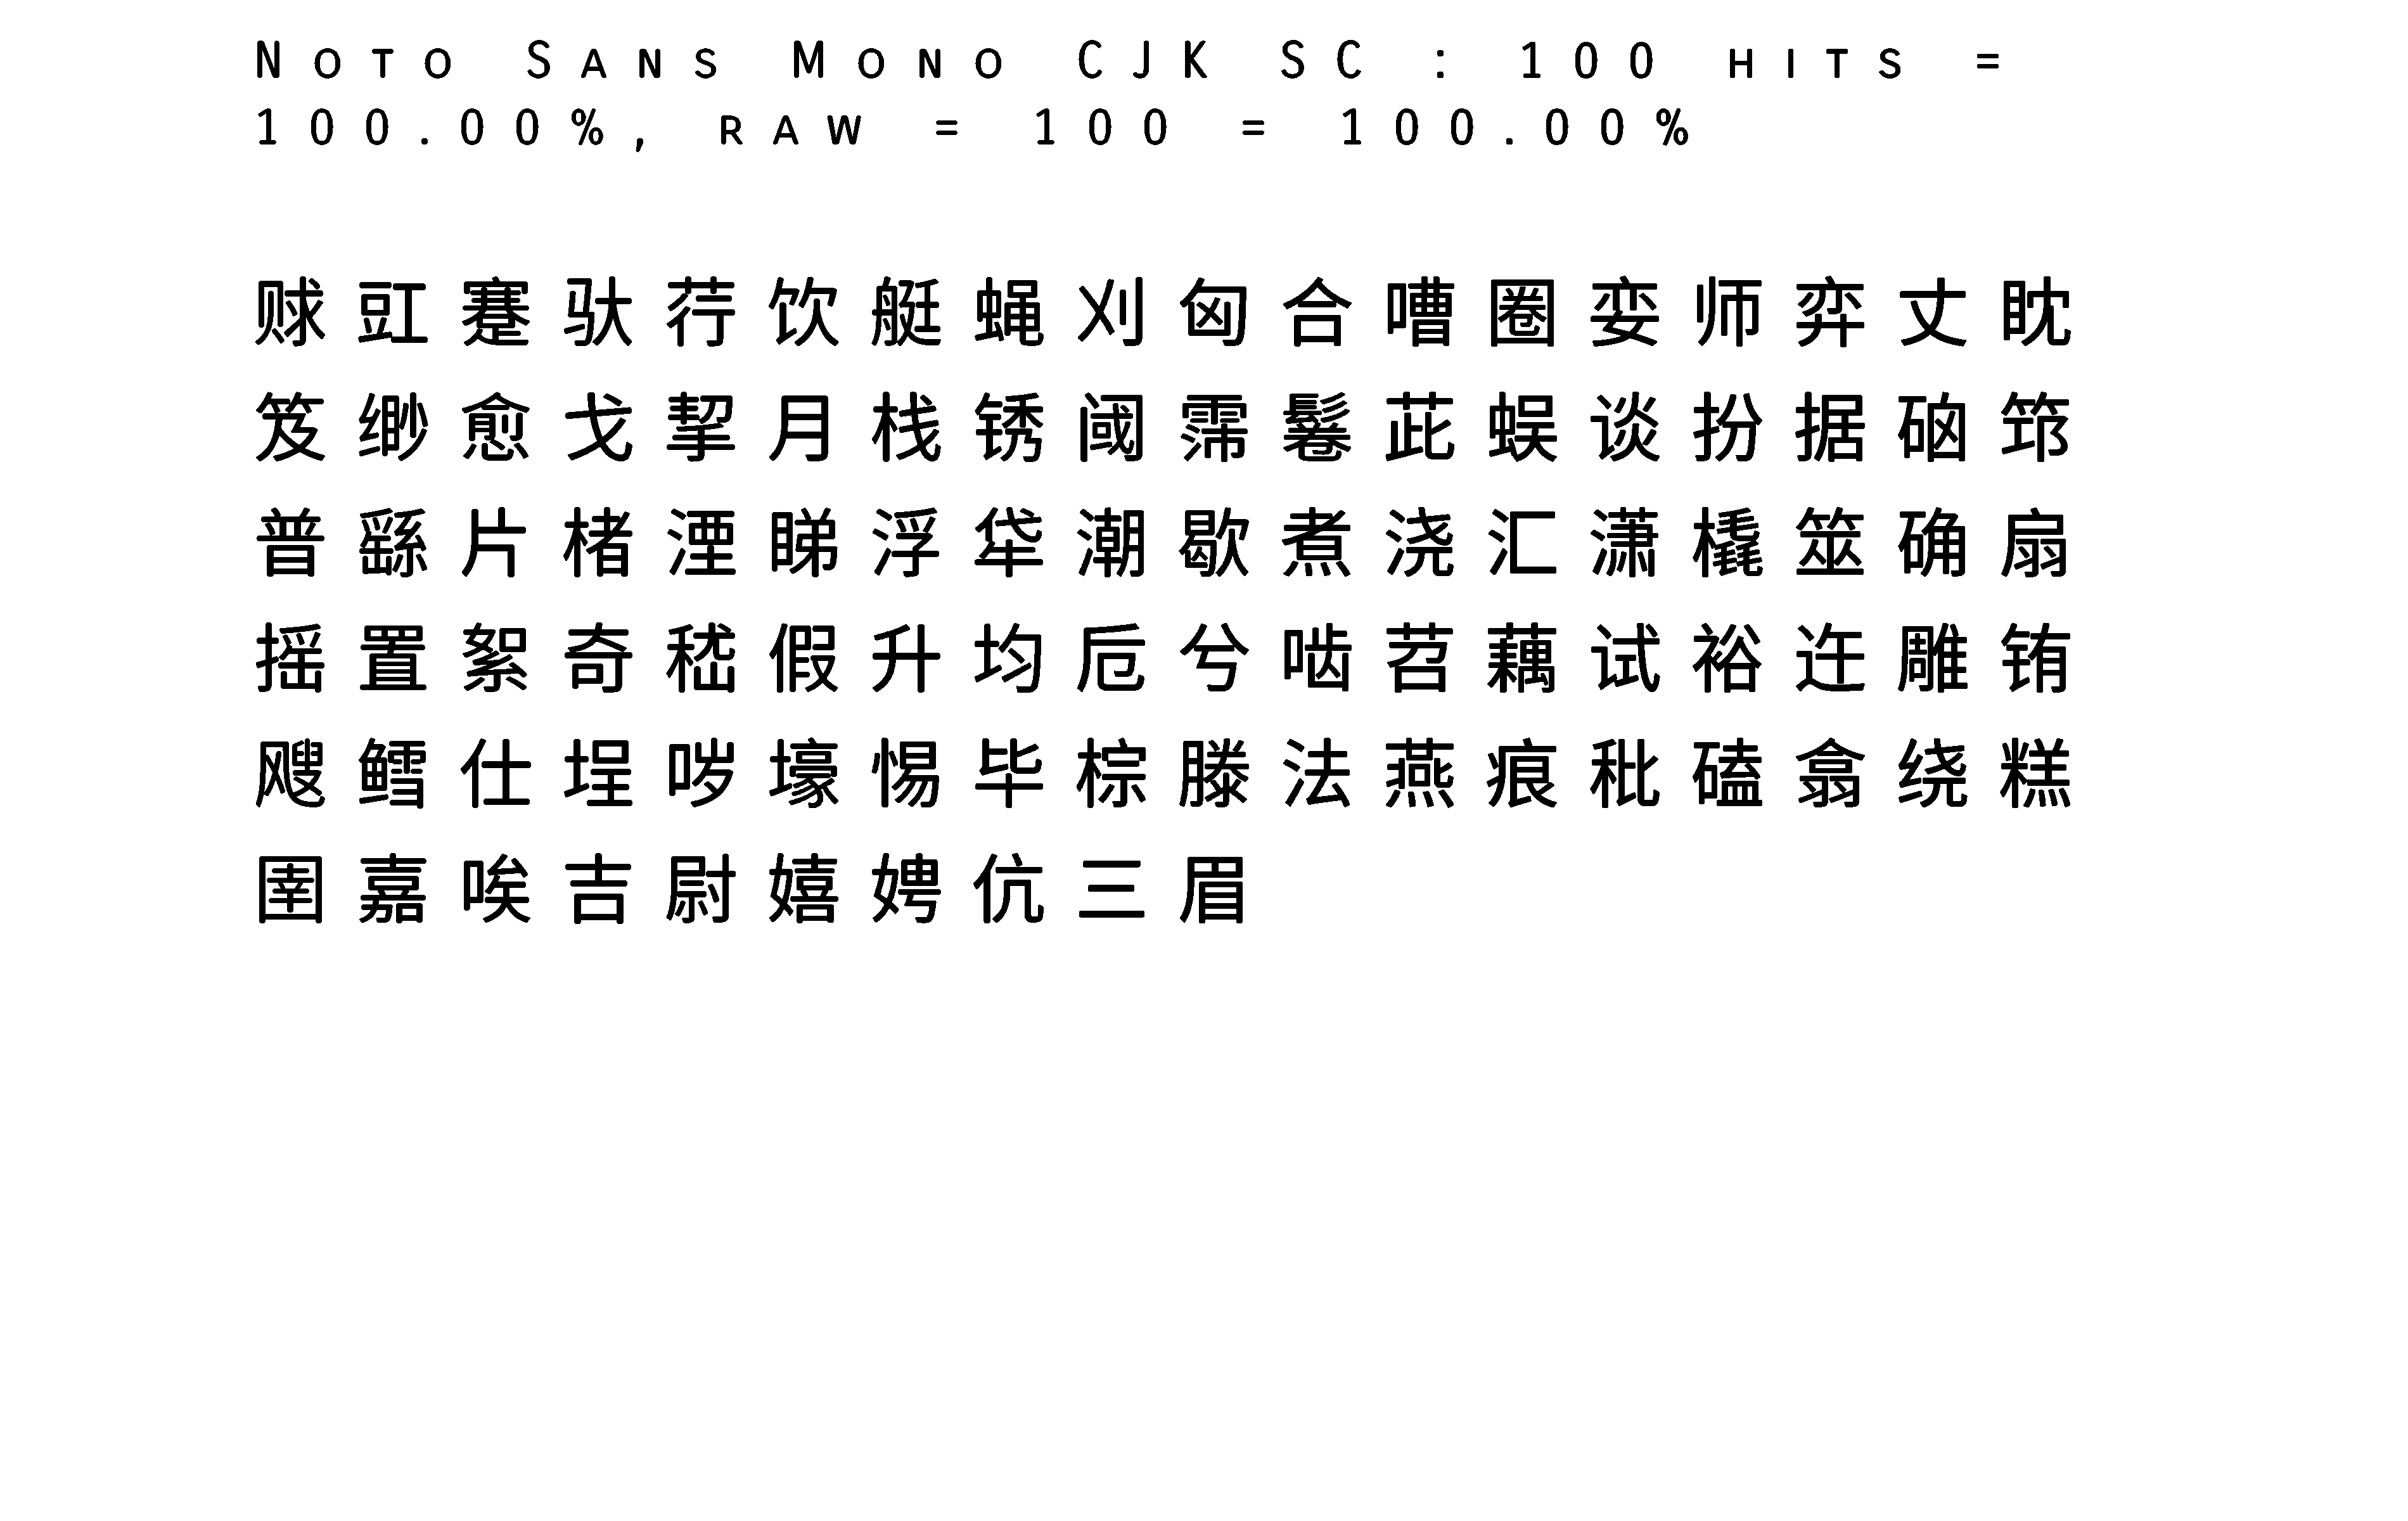 Noto Sans Mono CJK SC : 100 hits =
100.00%, raw = 100 = 100.00%
赇豇蹇驮荇饮艇蝇刈匈合嘈圈娈师弈丈眈
笈缈愈戈挈月栈锈阈霈鬈茈蜈谈扮据硇筇
普繇片楮湮睇浮牮潮歇煮浇汇潇橇筮确扇
摇置絮奇嵇假升均卮兮啮苕藕试裕迕雕铕
飕鳕仕埕哕壕惕毕棕滕法燕痕秕磕翕绕糕
圉嘉唉吉尉嬉娉伉三眉